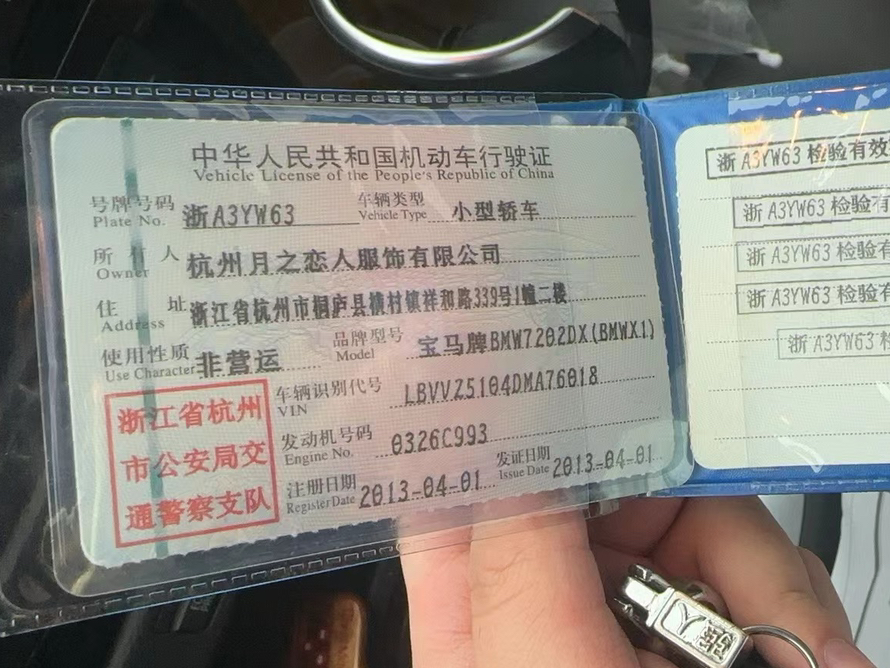 中华人民共和国机动车行驶证
Vehicle License of the People's Republic of China
号牌号码 浙A3YW63 车辆类型 小型轿车
Plate No. Vehicle Type
所有人 杭州月之恋人服饰有限公司
Owner
住址 浙江省杭州市桐庐县横村镇祥和路339号1幢二楼
Address
使用性质 非营运 品牌型号 宝马牌BMW7202DX(BMWX1)
Use Character Model
车辆识别代号 LBVVZ5104DMA76018
VIN
发动机号码 0326C993
Engine No.
注册日期 2013-04-01 发证日期 2013-04-01
Register Date Issue Date
浙江省杭州
市公安局交
通警察支队
浙A3YW63 检验有效
浙A3YW63 检验有
浙A3YW63 检验有
浙A3YW63 检验有
浙A3YW63 检